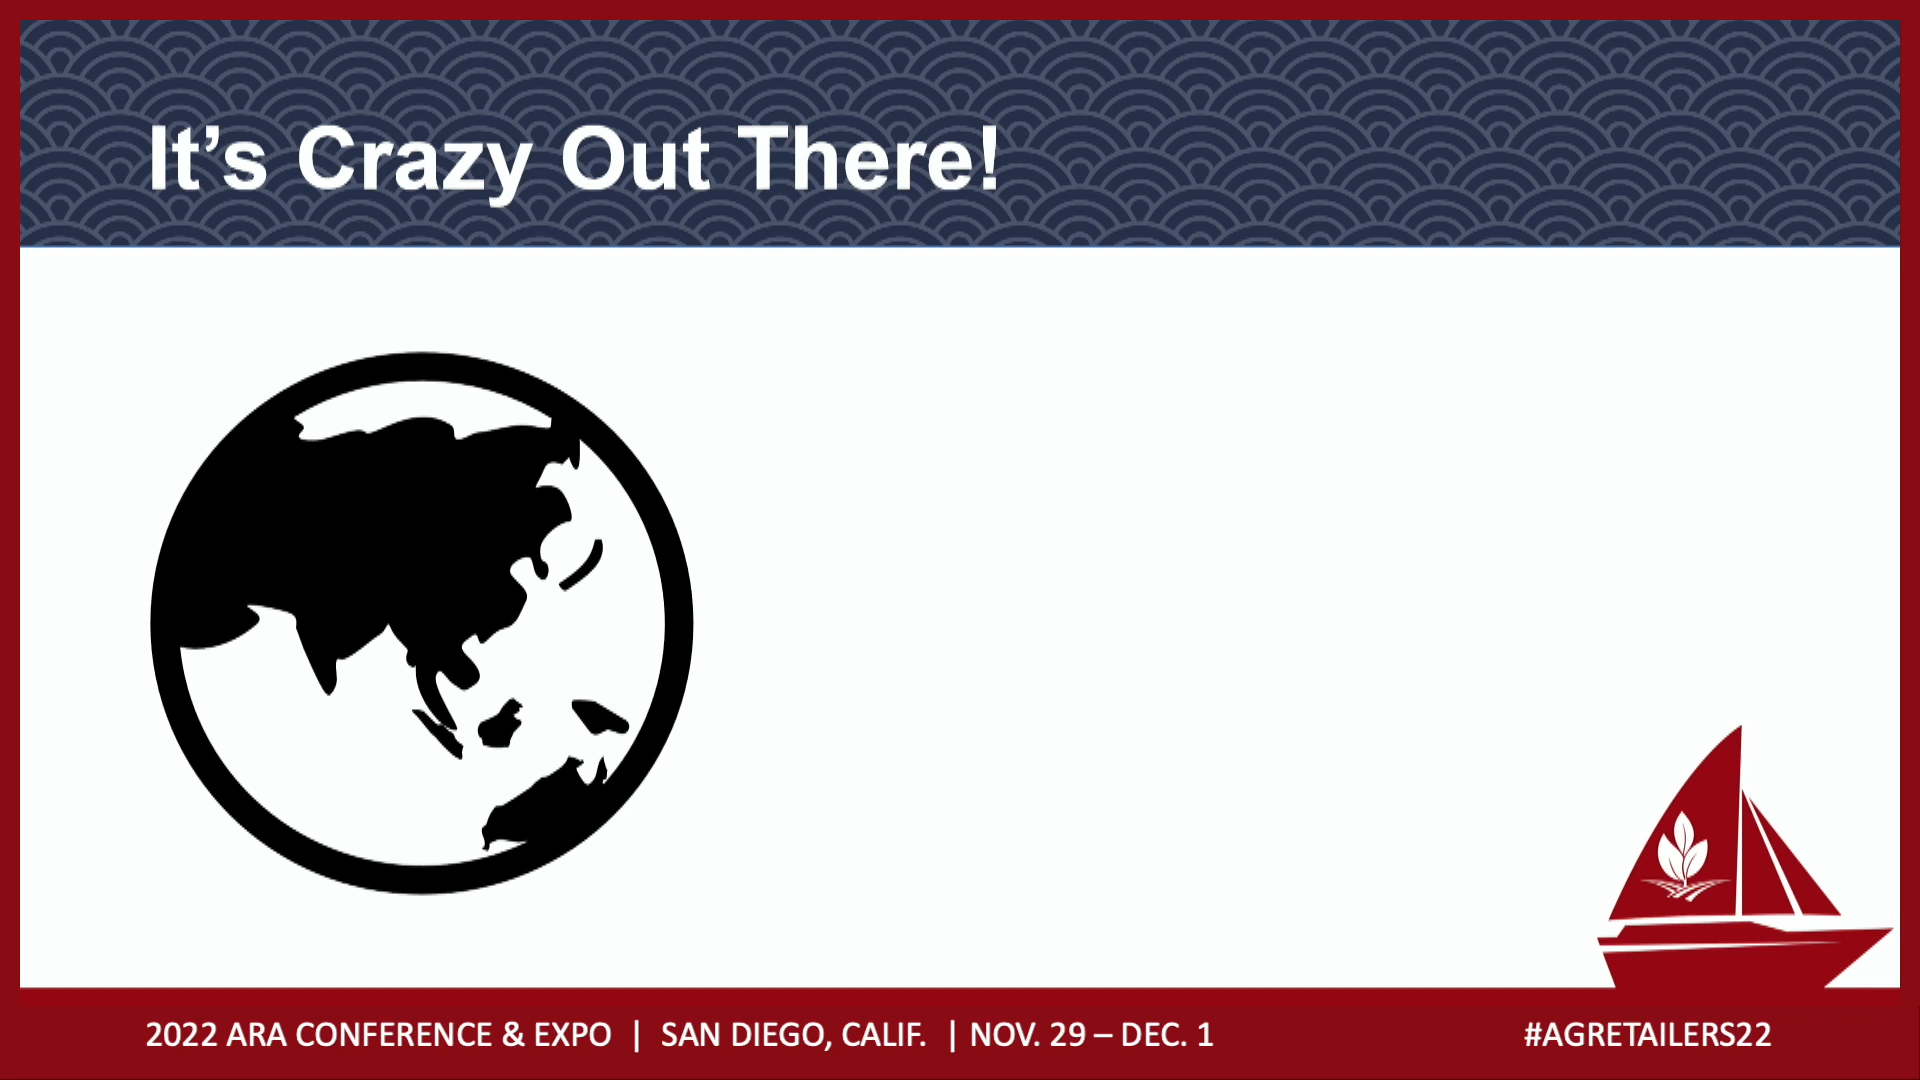 It’s Crazy Out There!
2022 ARA CONFERENCE & EXPO | SAN DIEGO, CALIF. | NOV. 29 – DEC. 1
#AGRETAILERS22